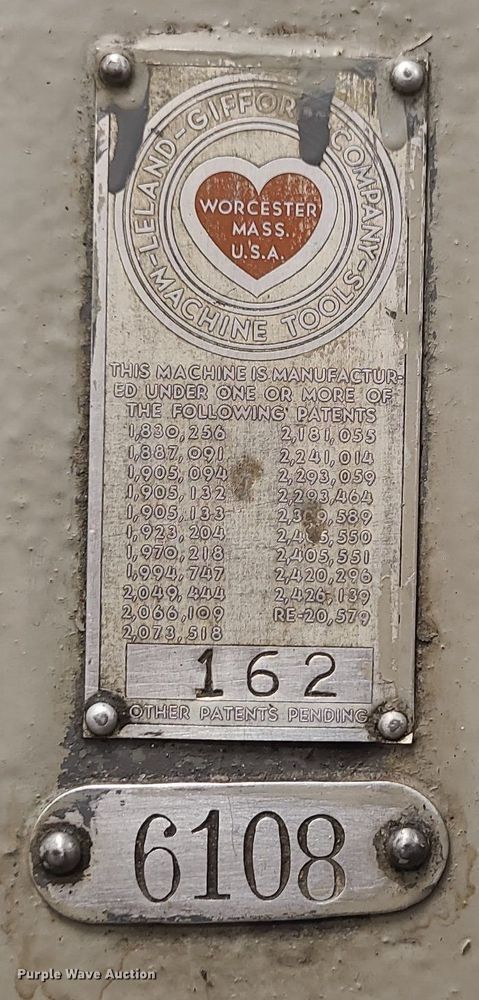 LELAND-GIFFORD COMPANY-
-MACHINE TOOLS-
WORCESTER
MASS.
U.S.A.
THIS MACHINE IS MANUFACTUR-
ED UNDER ONE OR MORE OF
THE FOLLOWING PATENTS
1,830,256 2,181,055
1,887,091 2,241,014
1,905,094 2,293,059
1,905,132 2,293,464
1,905,133
1,923,204
1,970,218 2,405,551
1,994,747 2,420,296
2,049,444 2,426,139
2,066,109 RE-20,579
2,073,518
162
OTHER PATENTS PENDING
6108
Purple Wave Auction